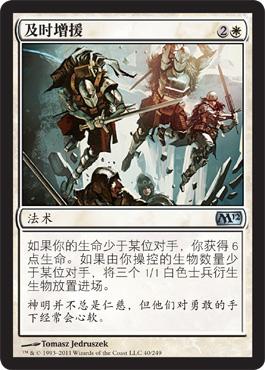 及时增援 2
法术 M12
如果你的生命少于某位对手,你获得6
点生命。如果由你操控的生物数量少
于某位对手,将三个 1/1 白色士兵衍生
生物放置进场。
神明并不总是仁慈,但他们对勇敢的手
下经常会心软。
Tomasz Jedruszek
™ & © 1993–2011 Wizards of the Coast LLC 40/249